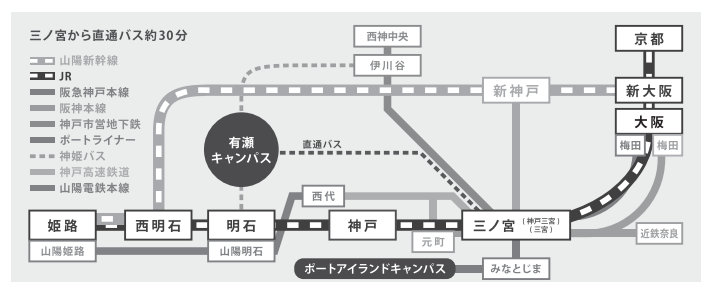 三ノ宮から直通バス約30分
山陽新幹線
JR
阪急神戸本線
阪神本線
神戸市営地下鉄
ポートライナー
神姫バス
神戸高速鉄道
山陽電鉄本線
西神中央
伊川谷
京都
新神戸
新大阪
大阪
梅田
梅田
有瀬
キャンパス
直通バス
西代
姫路
西明石
明石
神戸
三ノ宮
(神戸三宮)
(三宮)
元町
近鉄奈良
山陽姫路
山陽明石
ポートアイランドキャンパス
みなとじま